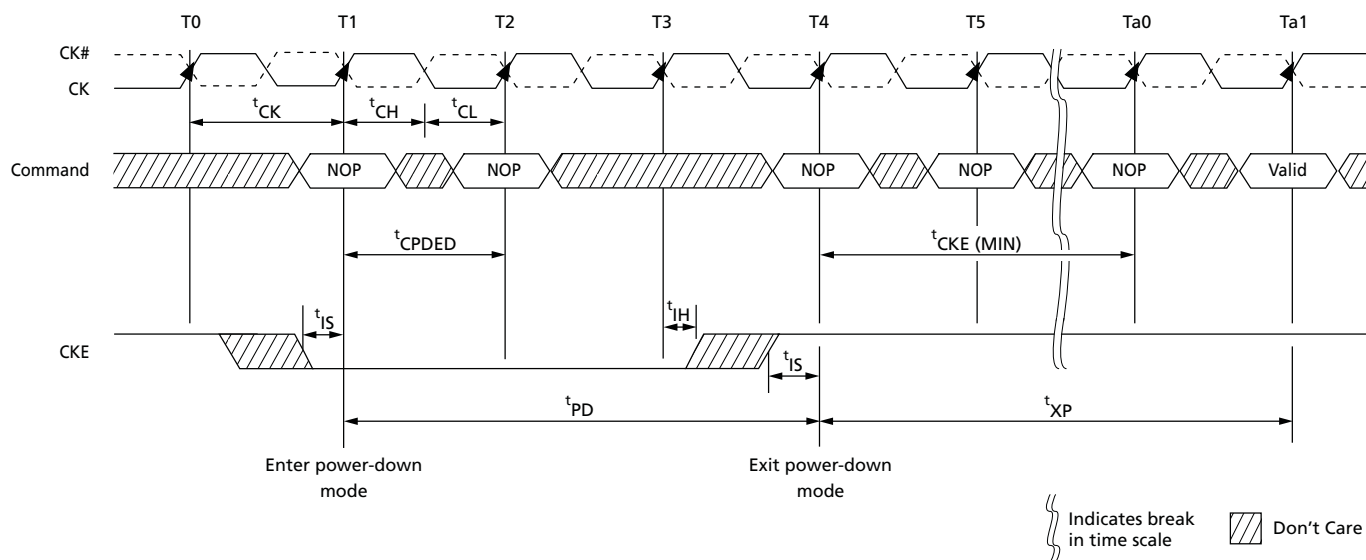 T0 T1 T2 T3 T4 T5 Ta0 Ta1
CK#
CK
tCK tCH tCL
Command NOP NOP NOP NOP NOP Valid
tCPDED tCKE (MIN)
tIS tIH
CKE
tIS
tPD tXP
Enter power-down
mode
Exit power-down
mode
Indicates break
in time scale
Don't Care